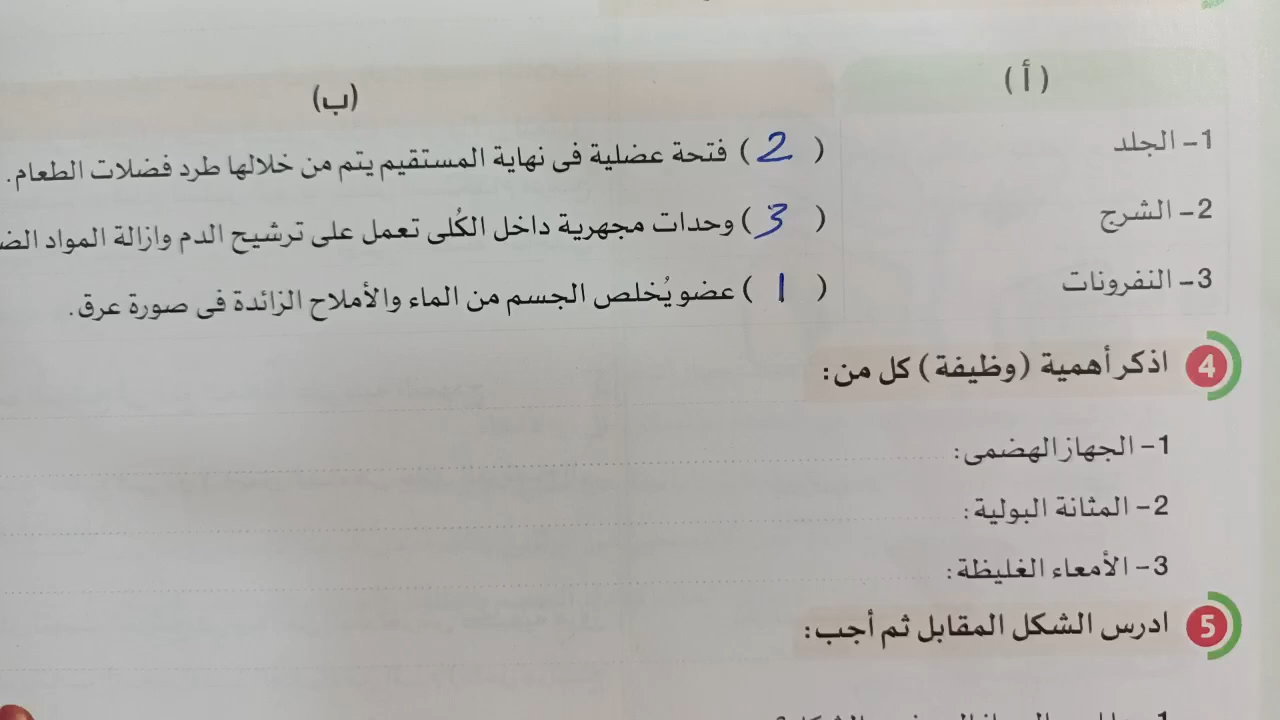 (أ)
(ب)
1- الجلد
( 2 ) فتحة عضلية فى نهاية المستقيم يتم من خلالها طرد فضلات الطعام.
2- الشرج
( 3 ) وحدات مجهرية داخل الكُلى تعمل على ترشيح الدم وازالة المواد
3- النفرونات
( 1 ) عضو يُخلص الجسم من الماء والأملاح الزائدة فى صورة عرق.
4 اذكر أهمية (وظيفة) كل من:
1- الجهاز الهضمى:
2- المثانة البولية:
3- الأمعاء الغليظة:
5 ادرس الشكل المقابل ثم أجب: